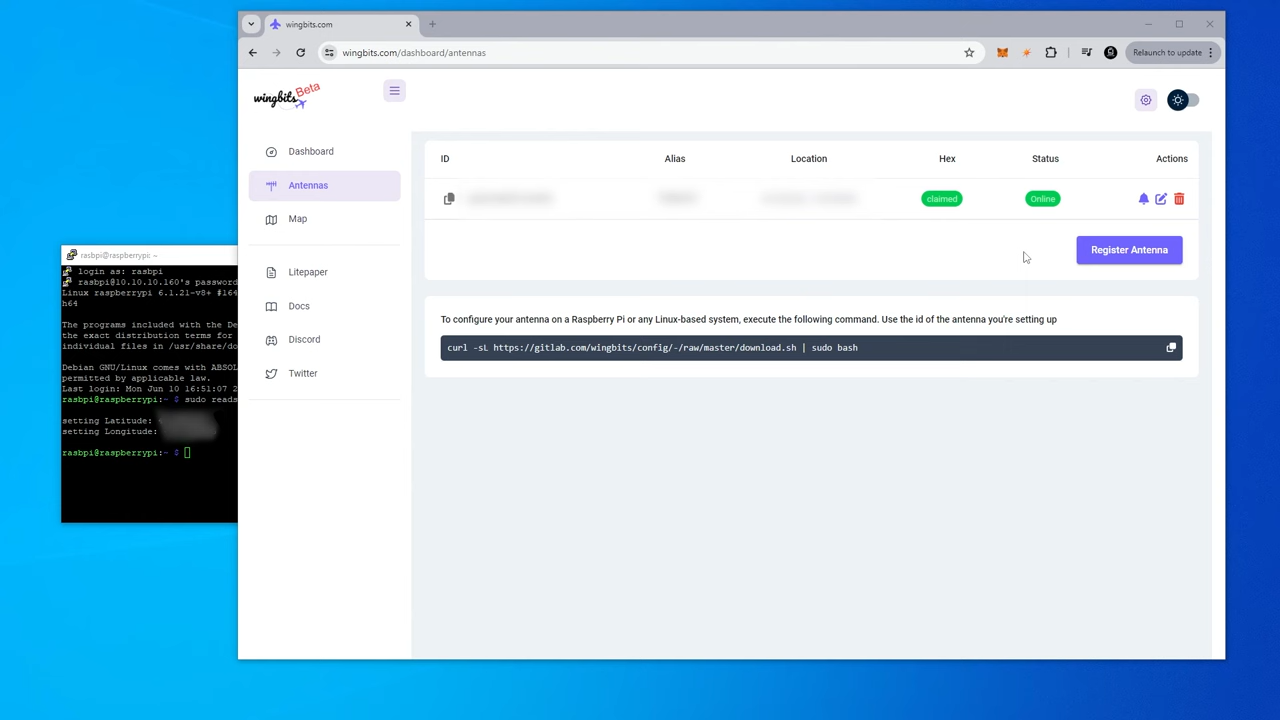 wingbits.com
wingbits.com/dashboard/antennas
Relaunch to update
wingbits Beta
Dashboard
Antennas
Map
Litepaper
Docs
Discord
Twitter
ID Alias Location Hex Status Actions
claimed Online
Register Antenna
To configure your antenna on a Raspberry Pi or any Linux-based system, execute the following command. Use the id of the antenna you're setting up
curl -sL https://gitlab.com/wingbits/config/-/raw/master/download.sh | sudo bash
rasbpi@raspberrypi: ~
login as: rasbpi
rasbpi@10.10.10.160's password
Linux raspberrypi 6.1.21-v8+ #164
h64
The programs included with the De
the exact distribution terms for
individual files in /usr/share/do
Debian GNU/Linux comes with ABSOL
permitted by applicable law.
Last login: Mon Jun 10 16:51:07 2
rasbpi@raspberrypi:~ $ sudo reads
setting Latitude:
setting Longitude:
rasbpi@raspberrypi:~ $